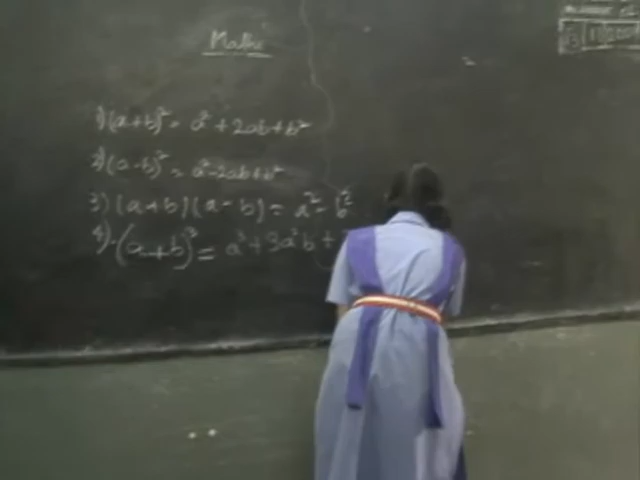 Maths
1) (a+b)² = a² + 2ab + b²
2) (a-b)² = a²-2ab+b²
3) (a+b)(a-b) = a²-b²
4) (a+b)³ = a³+3a²b+